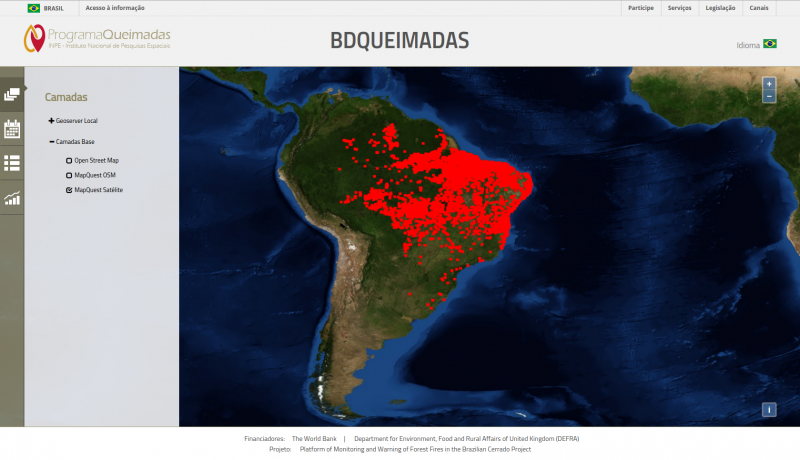 BRASIL
Acesso à informação
Participe
Serviços
Legislação
Canais
ProgramaQueimadas
INPE - Instituto Nacional de Pesquisas Espaciais
BDQUEIMADAS
Idioma
Camadas
Geoserver Local
Camadas Base
Open Street Map
MapQuest OSM
MapQuest Satélite
+
−
i
Financiadores: The World Bank | Department for Environment, Food and Rural Affairs of United Kingdom (DEFRA)
Projeto: Platform of Monitoring and Warning of Forest Fires in the Brazilian Cerrado Project